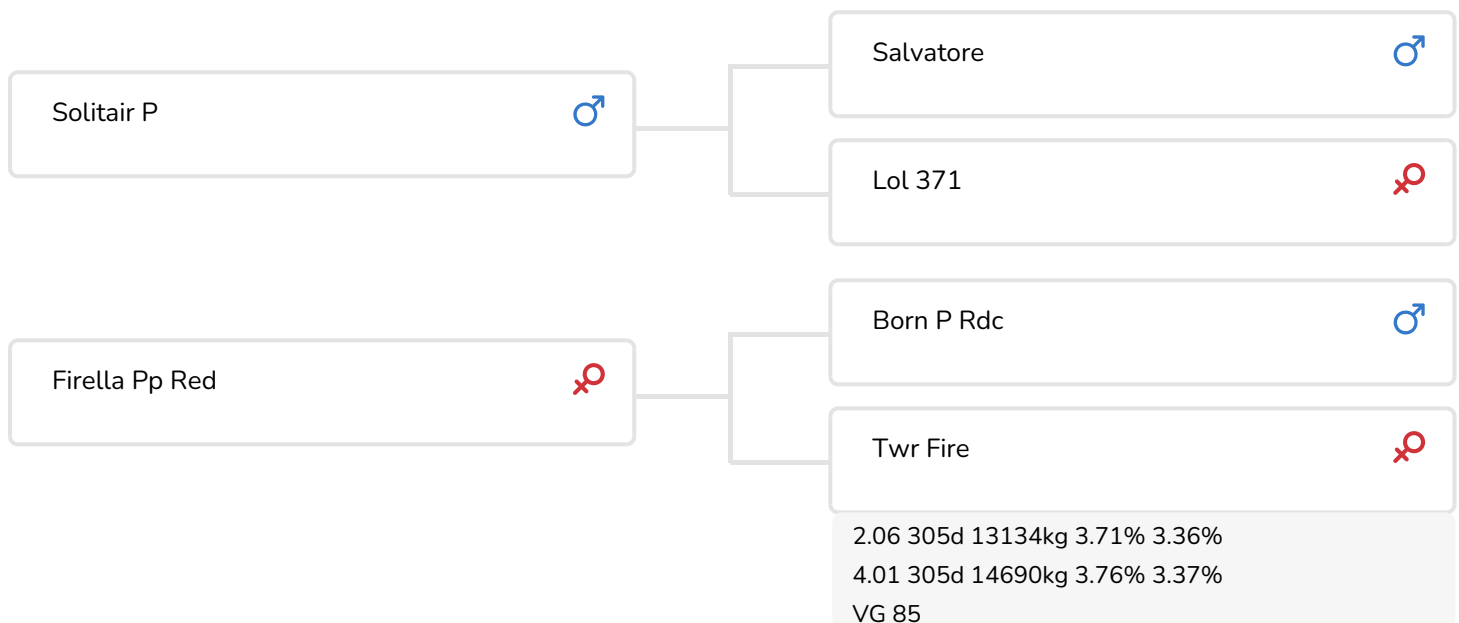 Solitair P
Salvatore
Lol 371
Firella Pp Red
Born P Rdc
Twr Fire
2.06 305d 13134kg 3.71% 3.36%
4.01 305d 14690kg 3.76% 3.37%
VG 85